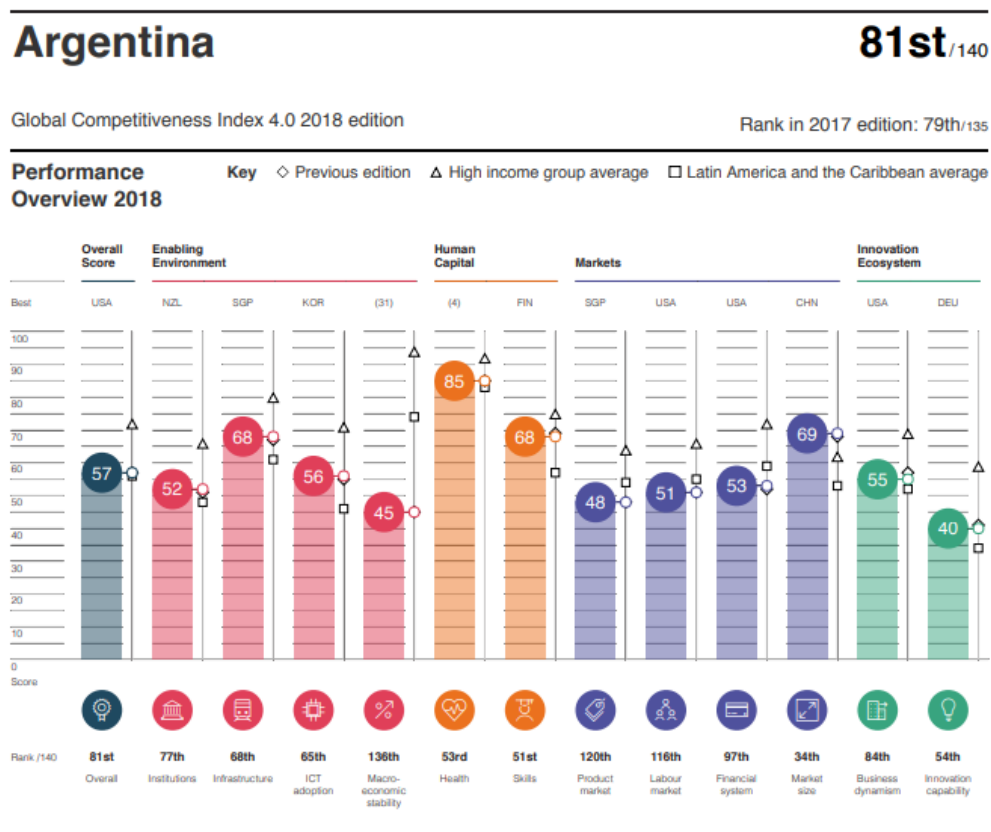 Argentina
81st/140
Global Competitiveness Index 4.0 2018 edition
Rank in 2017 edition: 79th/135
Performance
Overview 2018
Key ◇ Previous edition △ High income group average □ Latin America and the Caribbean average
Overall
Score
Enabling
Environment
Human
Capital
Markets
Innovation
Ecosystem
Best USA NZL SGP KOR (31) (4) FIN SGP USA USA CHN USA DEU
100
90
80
70
60
50
40
30
20
10
0
Score
57 52 68 56 45 85 68 48 51 53 69 55 40
Rank /140 81st 77th 68th 65th 136th 53rd 51st 120th 116th 97th 34th 84th 54th
Overall
Institutions
Infrastructure
ICT
adoption
Macro-
economic
stability
Health
Skills
Product
market
Labour
market
Financial
system
Market
size
Business
dynamism
Innovation
capability